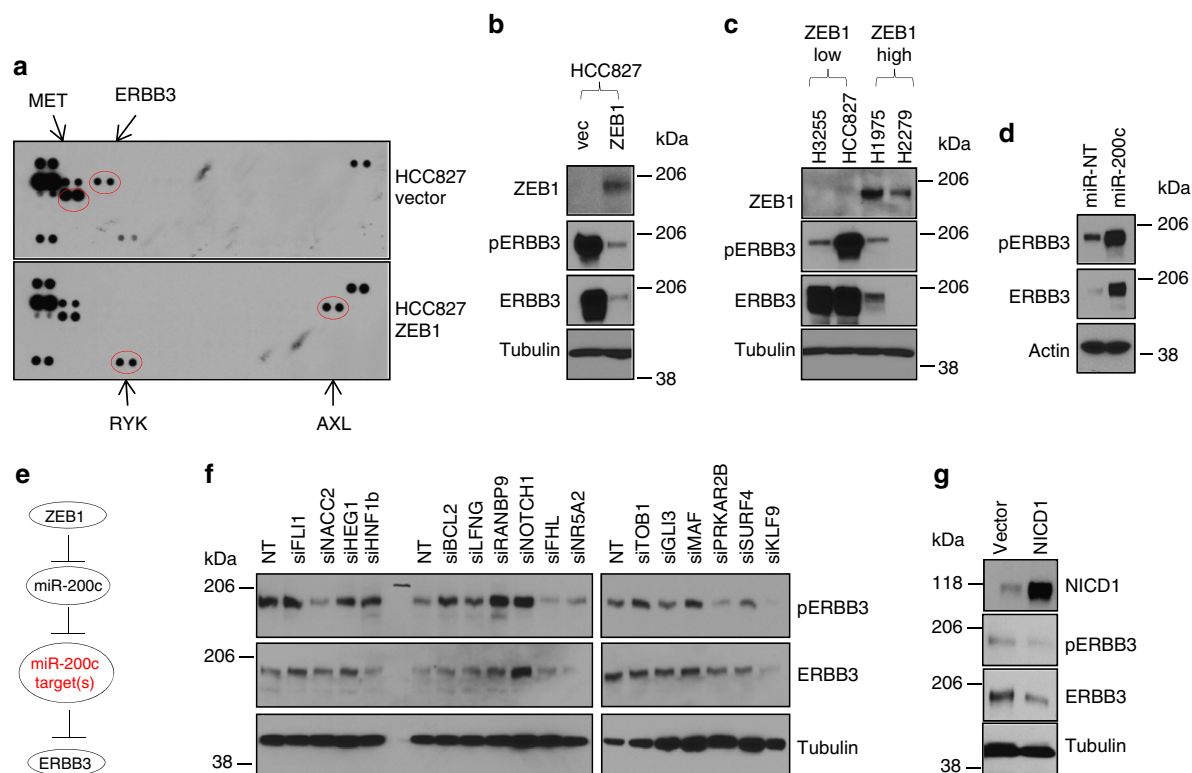 a
MET
ERBB3
HCC827
vector
HCC827
ZEB1
RYK
AXL
b
HCC827
vec
ZEB1
kDa
ZEB1
206
pERBB3
206
ERBB3
206
Tubulin
38
c
ZEB1
low
ZEB1
high
H3255
HCC827
H1975
H2279
kDa
ZEB1
206
pERBB3
206
ERBB3
206
Tubulin
38
d
miR-NT
miR-200c
kDa
pERBB3
206
ERBB3
206
Actin
38
e
ZEB1
miR-200c
miR-200c
target(s)
ERBB3
f
kDa
NT
siFLI1
siNACC2
siHEG1
siHNF1b
NT
siBCL2
siLFNG
siRANBP9
siNOTCH1
siFHL
siNR5A2
NT
siTOB1
siGLI3
siMAF
siPRKAR2B
siSURF4
siKLF9
206
pERBB3
206
ERBB3
Tubulin
38
g
Vector
NICD1
kDa
118
NICD1
206
pERBB3
206
ERBB3
Tubulin
38